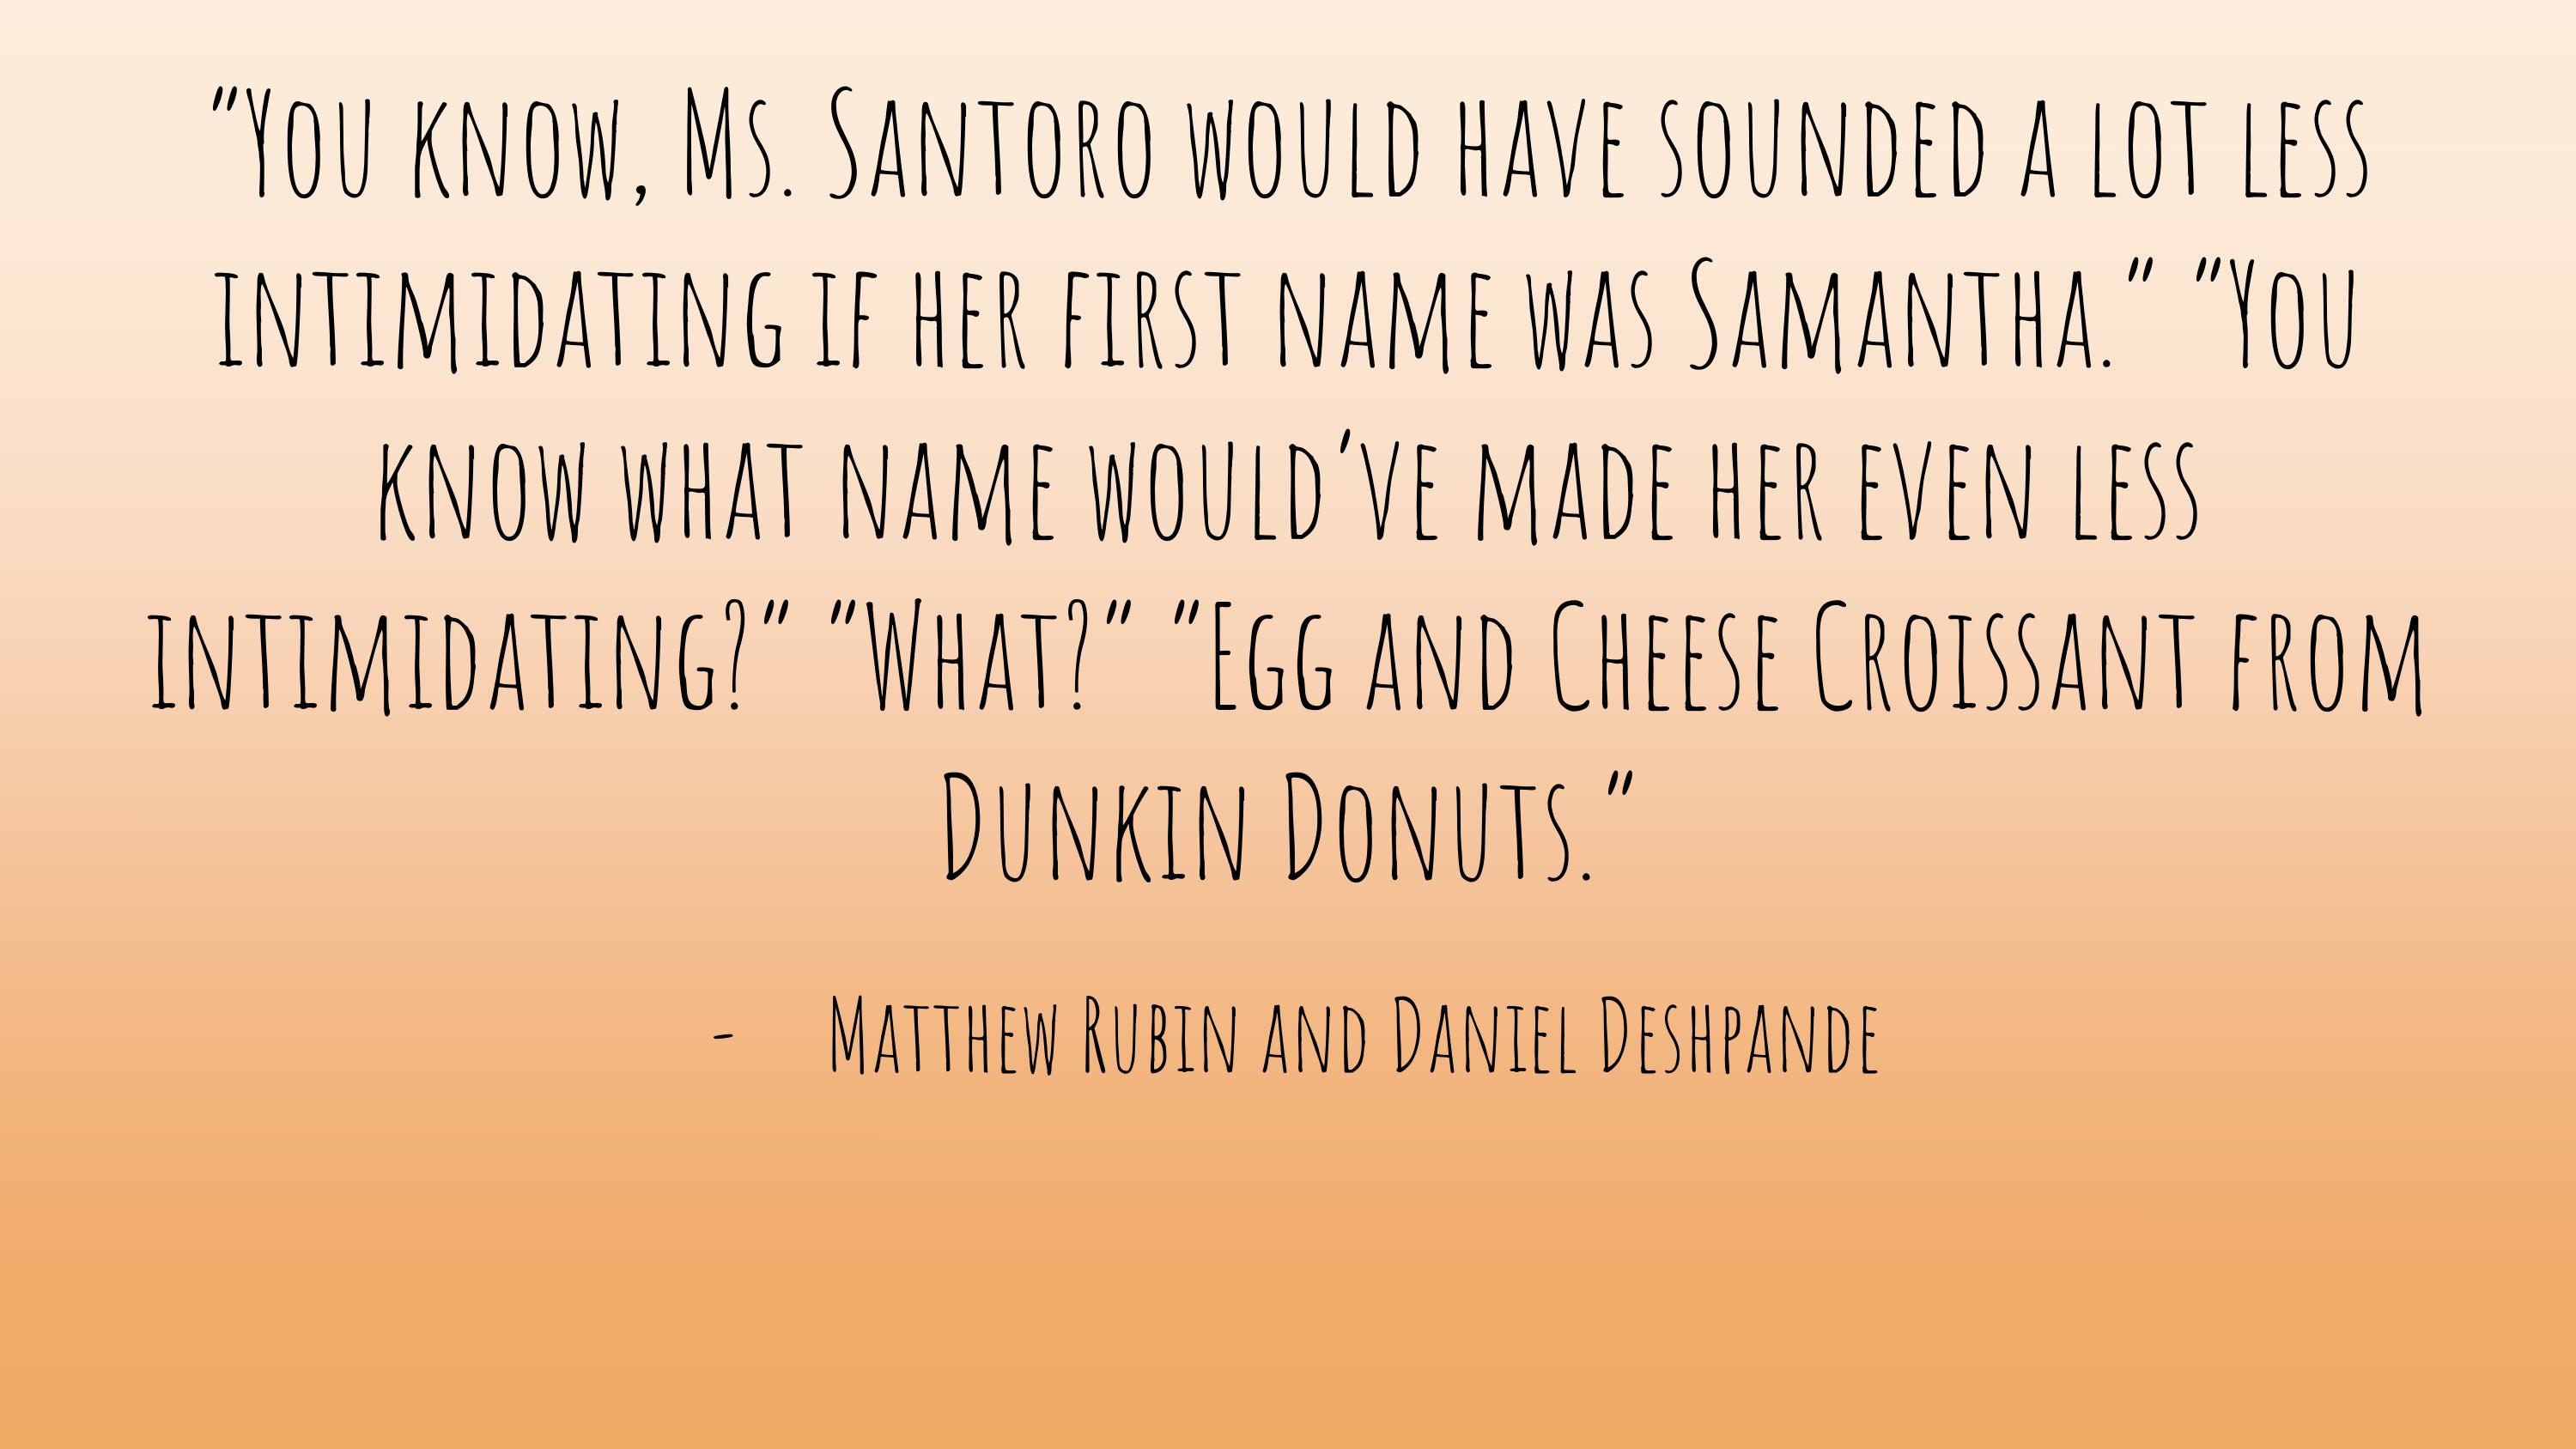 "You know, Ms. Santoro would have sounded a lot less
intimidating if her first name was Samantha." "You
know what name would've made her even less
intimidating?" "What?" "Egg and Cheese Croissant from
Dunkin Donuts."
- Matthew Rubin and Daniel Deshpande